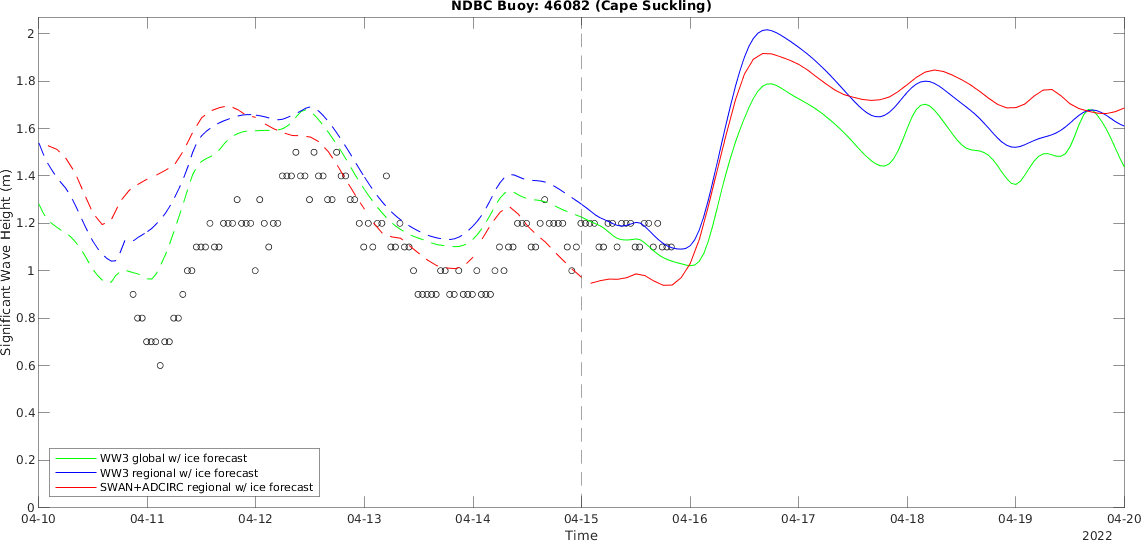 NDBC Buoy: 46082 (Cape Suckling)
Significant Wave Height (m)
2
1.8
1.6
1.4
1.2
1
0.8
0.6
0.4
0.2
0
WW3 global w/ ice forecast
WW3 regional w/ ice forecast
SWAN+ADCIRC regional w/ ice forecast
04-10 04-11 04-12 04-13 04-14 04-15 04-16 04-17 04-18 04-19 04-20
Time
2022